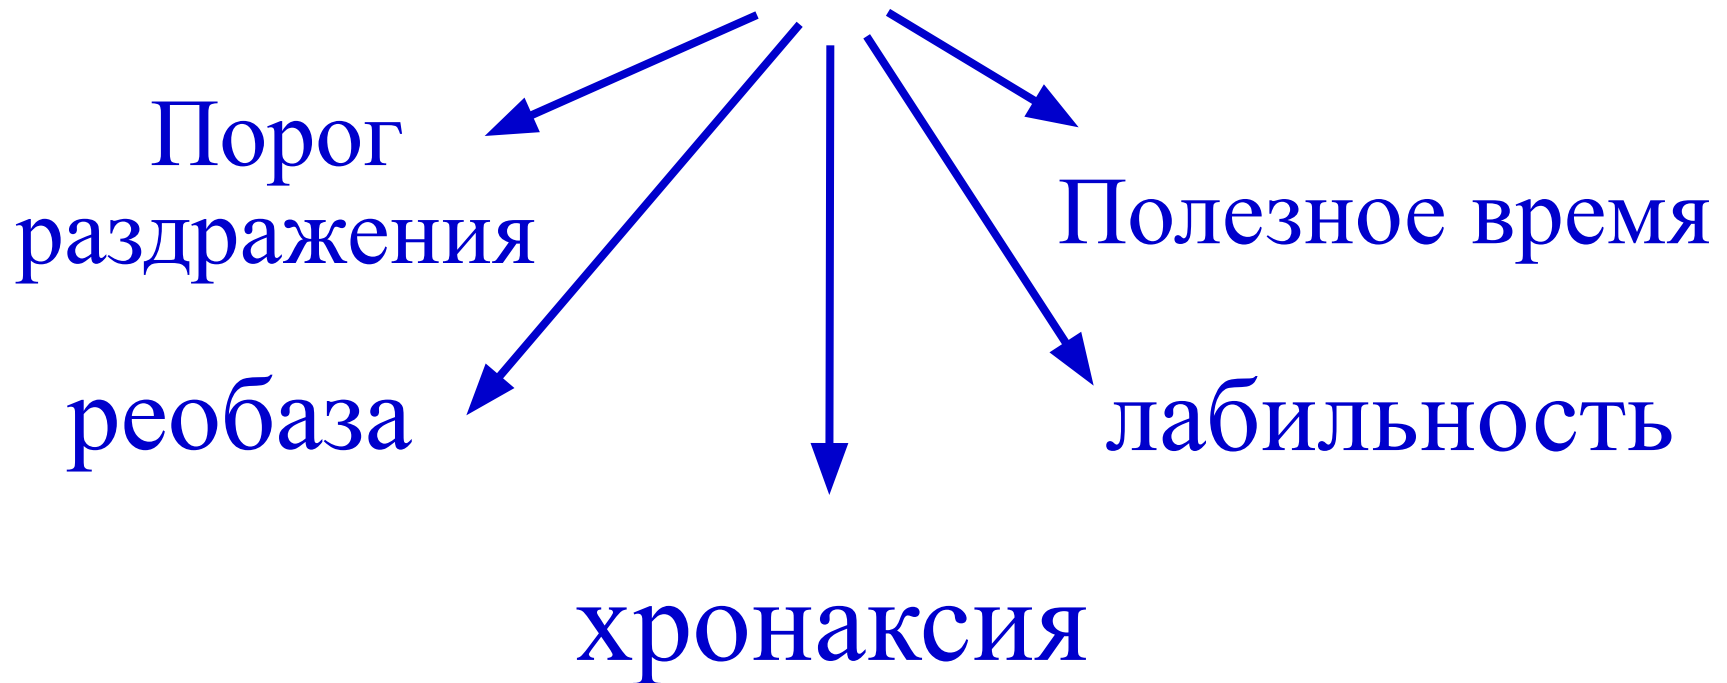 Порог
раздражения
Полезное время
реобаза
лабильность
хронаксия